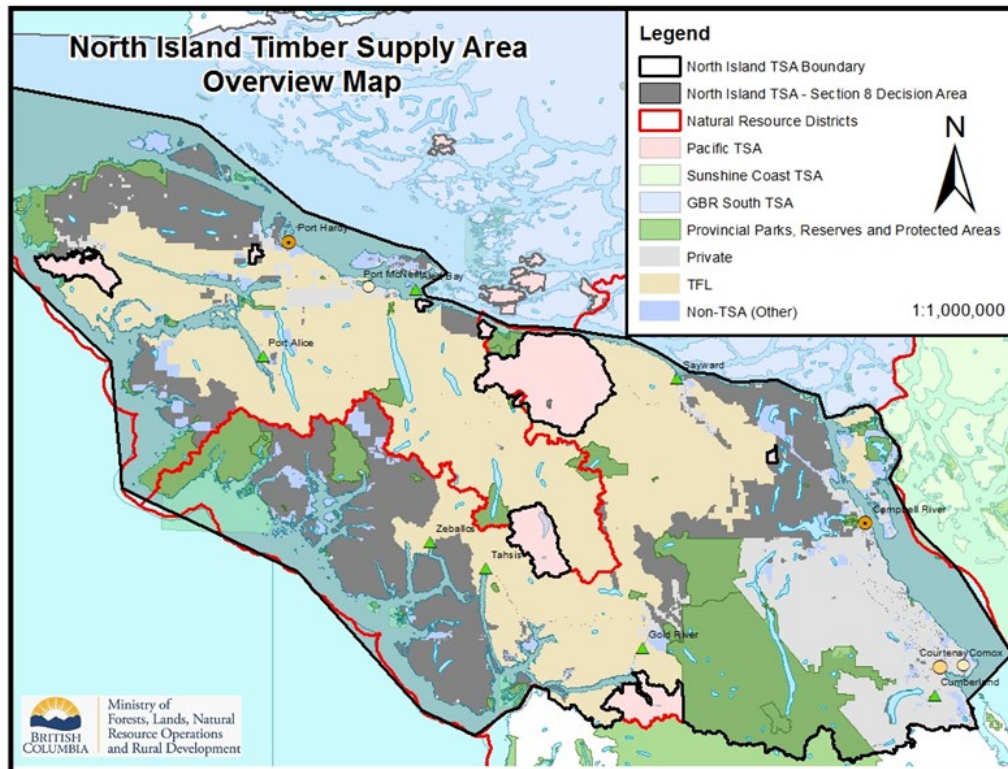 North Island Timber Supply Area
Overview Map
Legend
North Island TSA Boundary
North Island TSA - Section 8 Decision Area
Natural Resource Districts
Pacific TSA
Sunshine Coast TSA
GBR South TSA
Provincial Parks, Reserves and Protected Areas
Private
TFL
Non-TSA (Other)
1:1,000,000
N
Port Hardy
Port McNeill
Bay
Port Alice
Sayward
Campbell River
Zeballos
Tahsis
Gold River
Courtenay
Comox
Cumberland
BRITISH
COLUMBIA
Ministry of
Forests, Lands, Natural
Resource Operations
and Rural Development